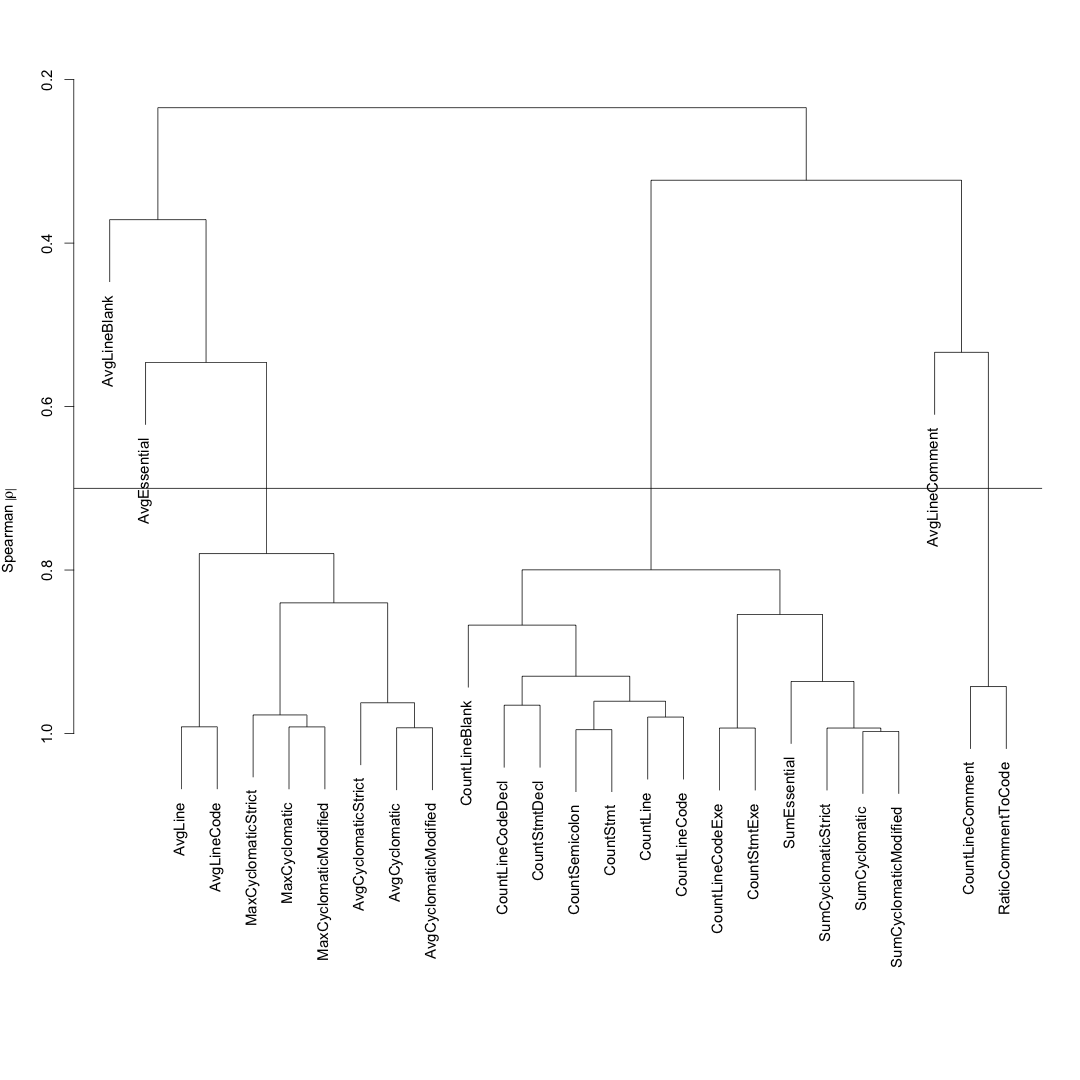 0.2
0.4
0.6
0.8
1.0
Spearman |ρ|
AvgLineBlank
AvgEssential
AvgLine
AvgLineCode
MaxCyclomaticStrict
MaxCyclomatic
MaxCyclomaticModified
AvgCyclomaticStrict
AvgCyclomatic
AvgCyclomaticModified
CountLineBlank
CountLineCodeDecl
CountStmtDecl
CountSemicolon
CountStmt
CountLine
CountLineCode
CountLineCodeExe
CountStmtExe
SumEssential
SumCyclomaticStrict
SumCyclomatic
SumCyclomaticModified
AvgLineComment
CountLineComment
RatioCommentToCode